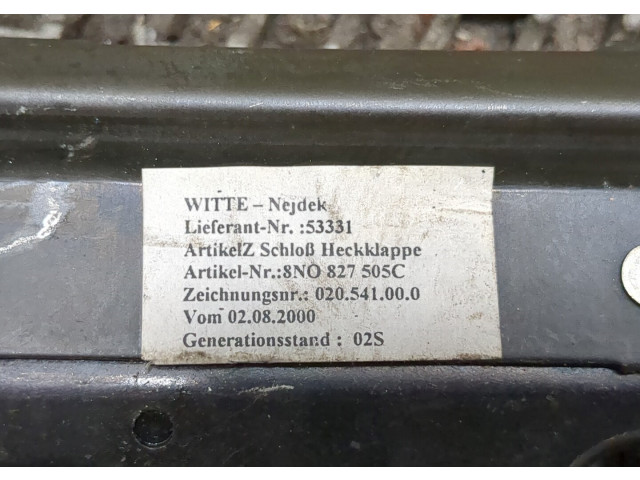 WITTE – Nejdek
Lieferant-Nr. :53331
ArtikelZ Schloß Heckklappe
Artikel-Nr.:8NO 827 505C
Zeichnungsnr.: 020.541.00.0
Vom 02.08.2000
Generationsstand : 02S